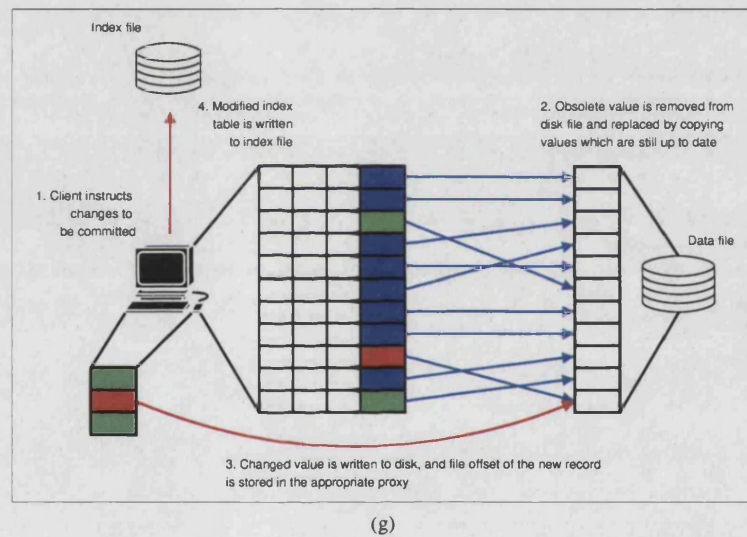 Index file
4. Modified index
table is written
to index file
2. Obsolete value is removed from
disk file and replaced by copying
values which are still up to date
1. Client instructs
changes to
be committed
Data file
3. Changed value is written to disk, and file offset of the new record
is stored in the appropriate proxy
(g)